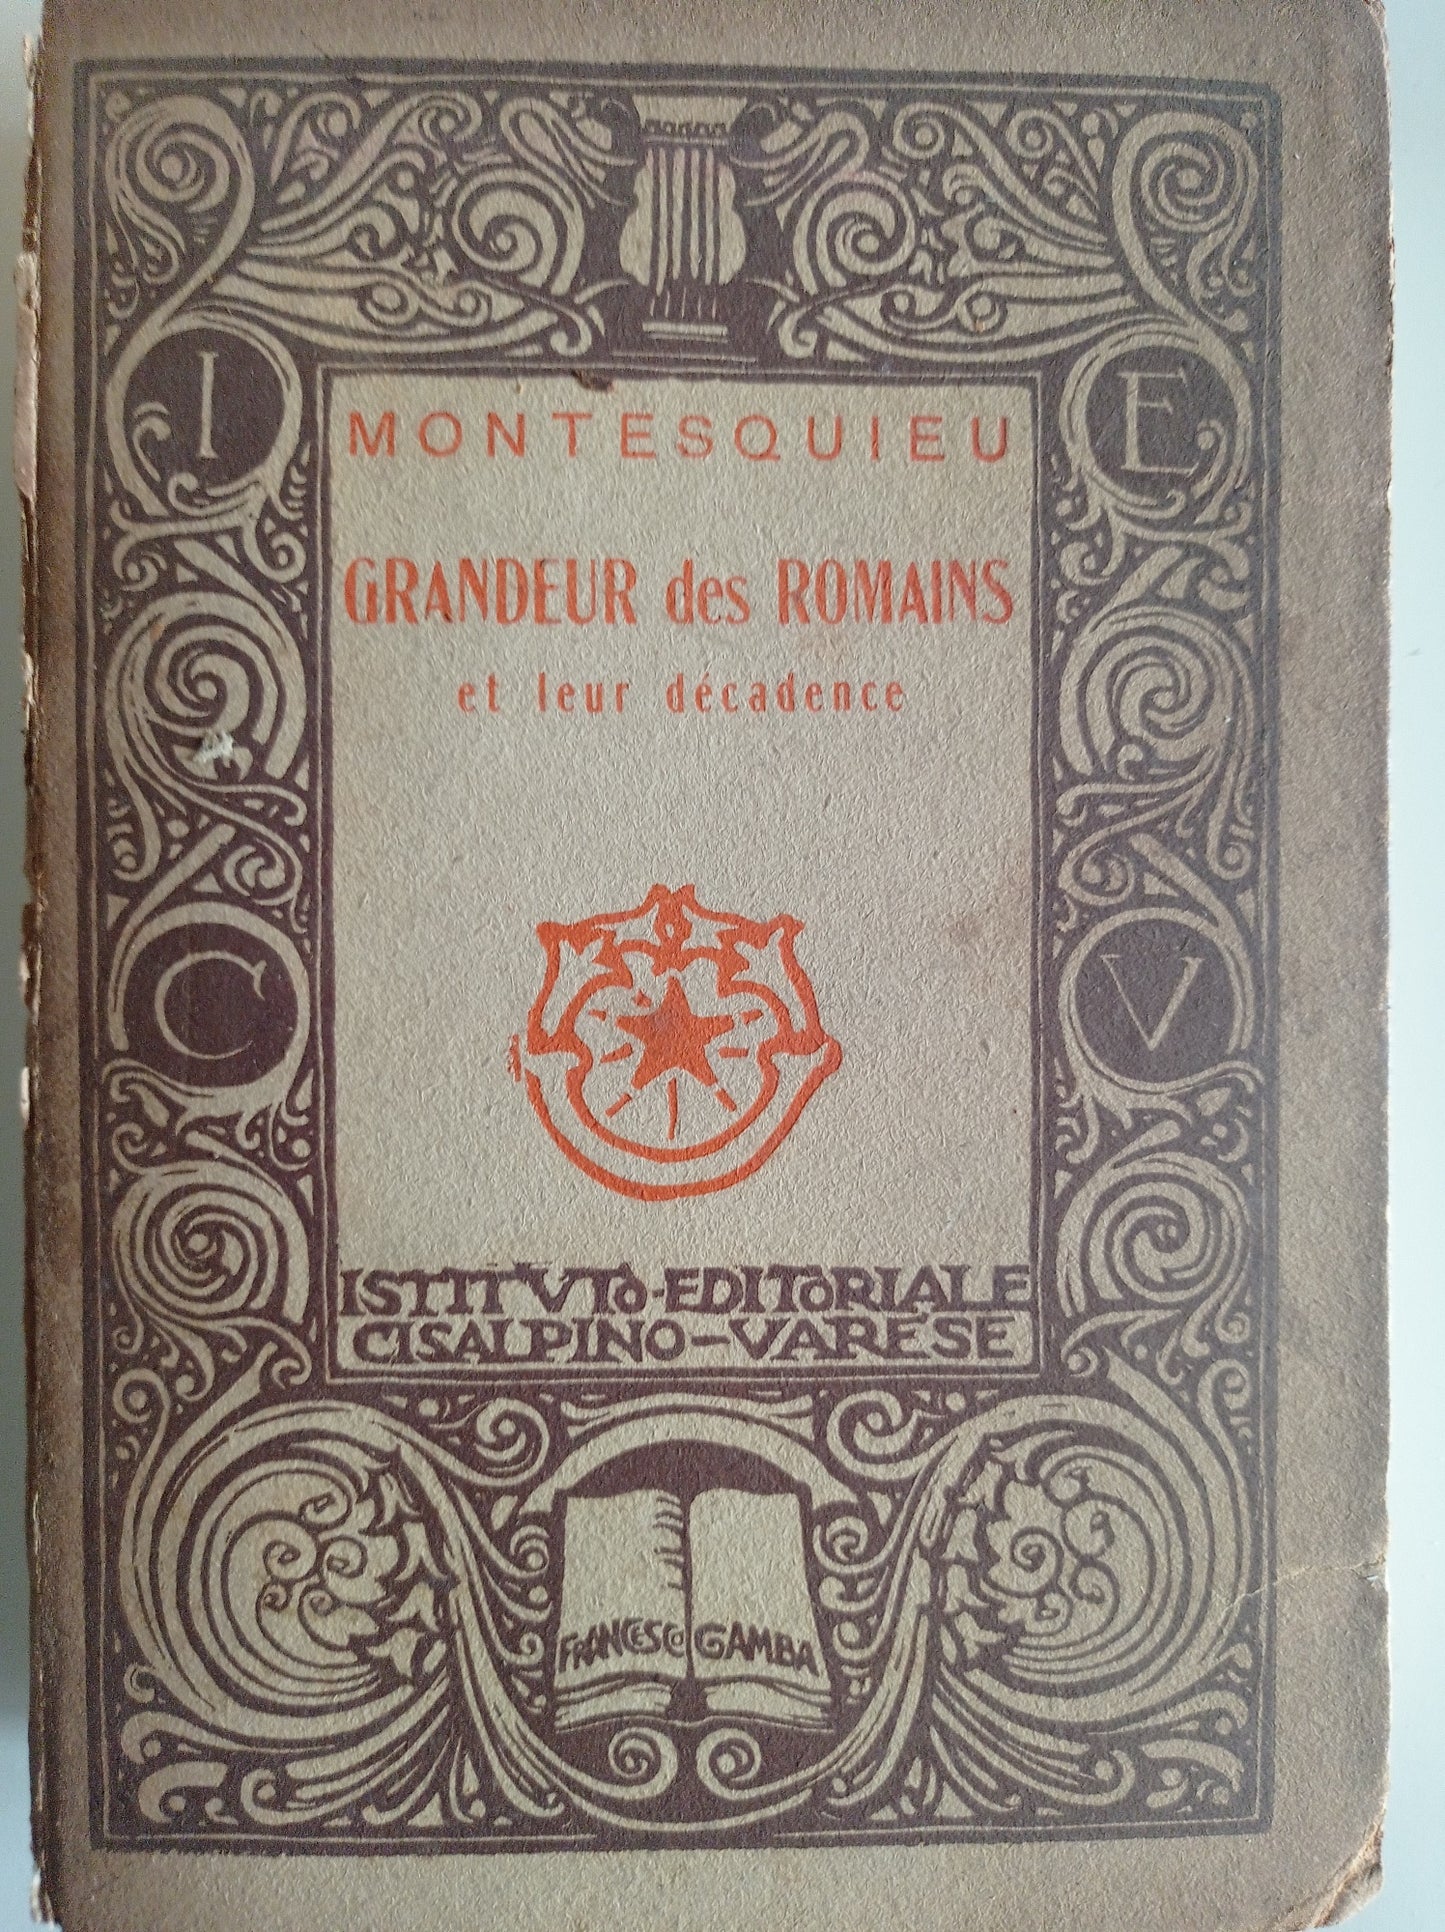 I E
MONTESQUIEU
GRANDEUR des ROMAINS
et leur décadence
C V
ISTITVTO-EDITORIALE
CISALPINO-VARESE
FRANCESCO GAMBA